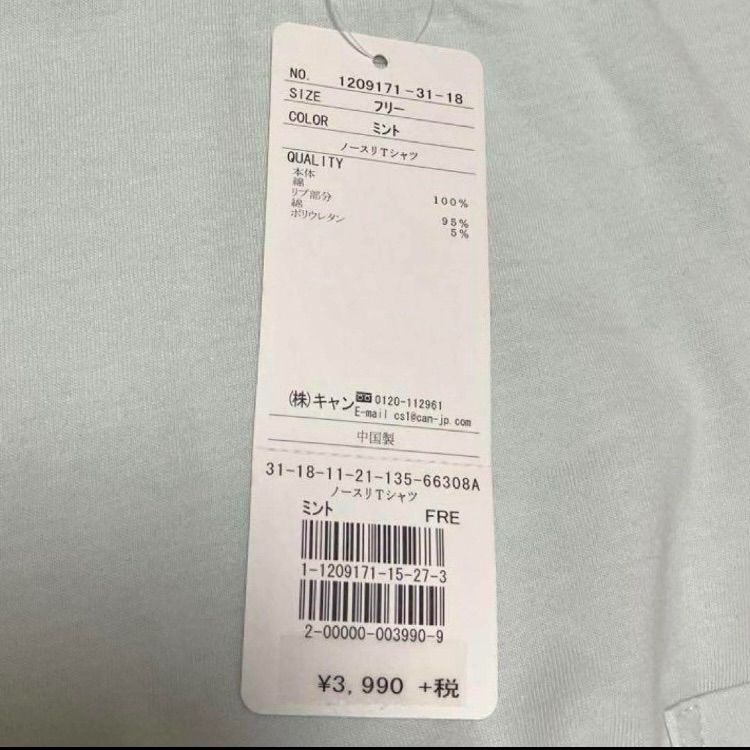 NO. 1209171-31-18
SIZE フリー
COLOR ミント
ノースリTシャツ
QUALITY
本体
綿 100%
リブ部分
綿 95%
ポリウレタン 5%
(株)キャン 0120-112961
E-mail cs1@can-jp.com
中国製
31-18-11-21-135-66308A
ノースリTシャツ
ミント FRE
1-1209171-15-27-3
2-00000-003990-9
¥3,990 +税